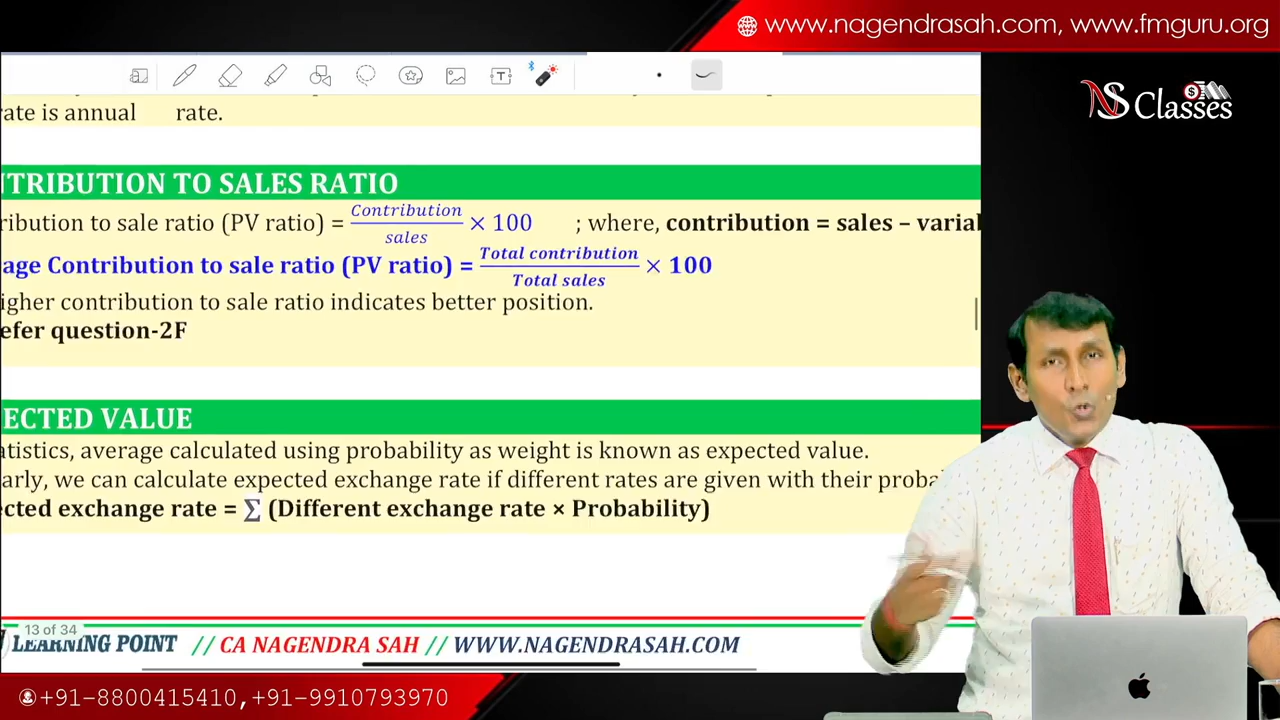 www.nagendrasah.com, www.fmguru.org
NS Classes
T
rate is annual rate.
NTRIBUTION TO SALES RATIO
ribution to sale ratio (PV ratio) = Contribution/sales × 100 ; where, contribution = sales – variab
age Contribution to sale ratio (PV ratio) = Total contribution/Total sales × 100
igher contribution to sale ratio indicates better position.
efer question-2F
ECTED VALUE
atistics, average calculated using probability as weight is known as expected value.
arly, we can calculate expected exchange rate if different rates are given with their proba
ected exchange rate = ∑ (Different exchange rate × Probability)
13 of 34
LEARNING POINT // CA NAGENDRA SAH // WWW.NAGENDRASAH.COM
+91-8800415410,+91-9910793970